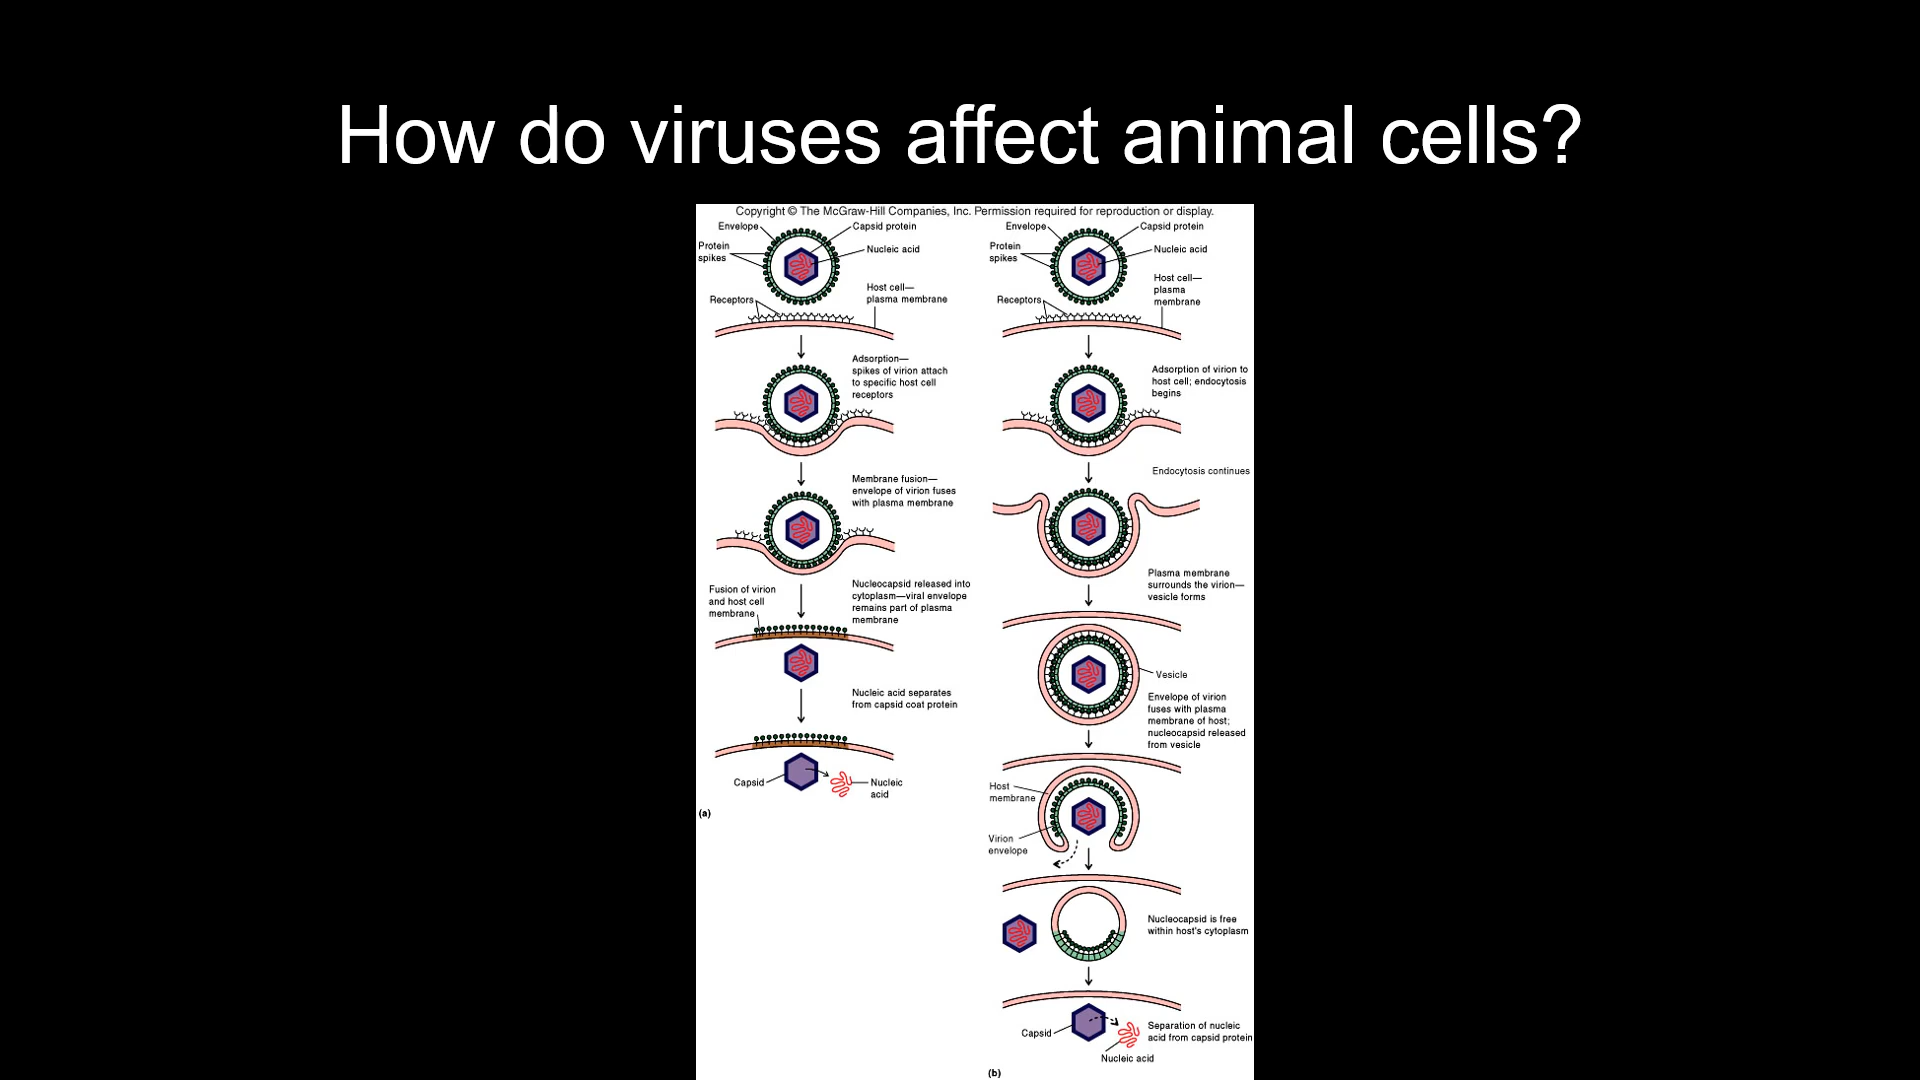 How do viruses affect animal cells?
Copyright © The McGraw-Hill Companies, Inc. Permission required for reproduction or display.
Envelope
Capsid protein
Protein
spikes
Nucleic acid
Host cell—
plasma membrane
Receptors
Adsorption—
spikes of virion attach
to specific host cell
receptors
Membrane fusion—
envelope of virion fuses
with plasma membrane
Fusion of virion
and host cell
membrane
Nucleocapsid released into
cytoplasm—viral envelope
remains part of plasma
membrane
Nucleic acid separates
from capsid coat protein
Capsid
Nucleic
acid
(a)
Envelope
Capsid protein
Protein
spikes
Nucleic acid
Host cell—
plasma
membrane
Receptors
Adsorption of virion to
host cell; endocytosis
begins
Endocytosis continues
Plasma membrane
surrounds the virion—
vesicle forms
Vesicle
Envelope of virion
fuses with plasma
membrane of host;
nucleocapsid released
from vesicle
Host
membrane
Virion
envelope
Nucleocapsid is free
within host's cytoplasm
Capsid
Separation of nucleic
acid from capsid protein
Nucleic acid
(b)